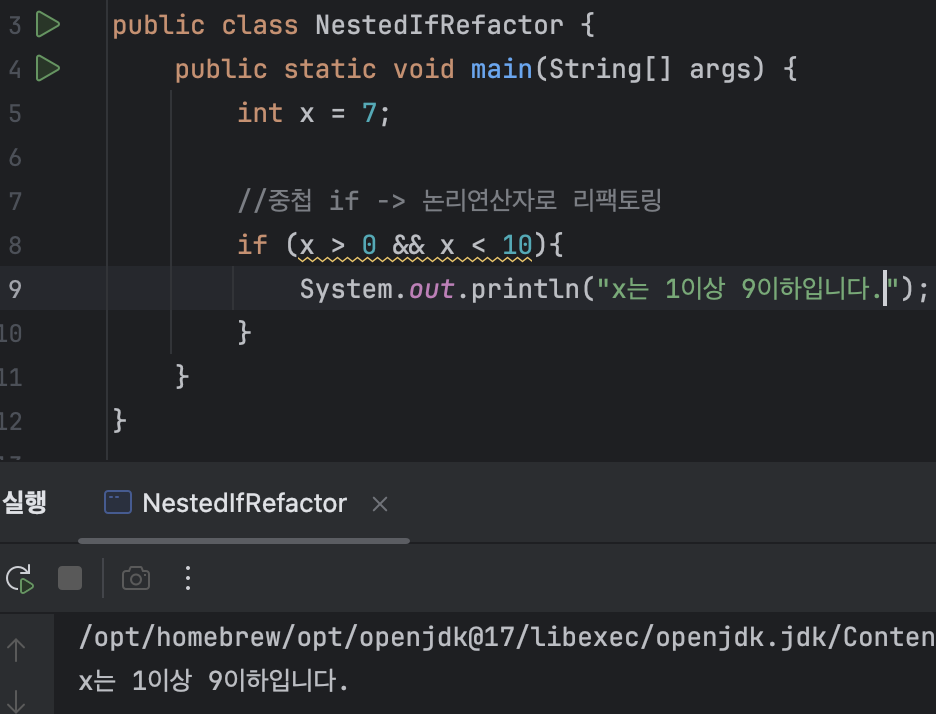 3 public class NestedIfRefactor {
4 public static void main(String[] args) {
5 int x = 7;
6
7 //중첩 if -> 논리연산자로 리팩토링
8 if (x > 0 && x < 10){
9 System.out.println("x는 1이상 9이하입니다.");
10 }
11 }
12 }
실행 NestedIfRefactor ×
/opt/homebrew/opt/openjdk@17/libexec/openjdk.jdk/Conten
x는 1이상 9이하입니다.